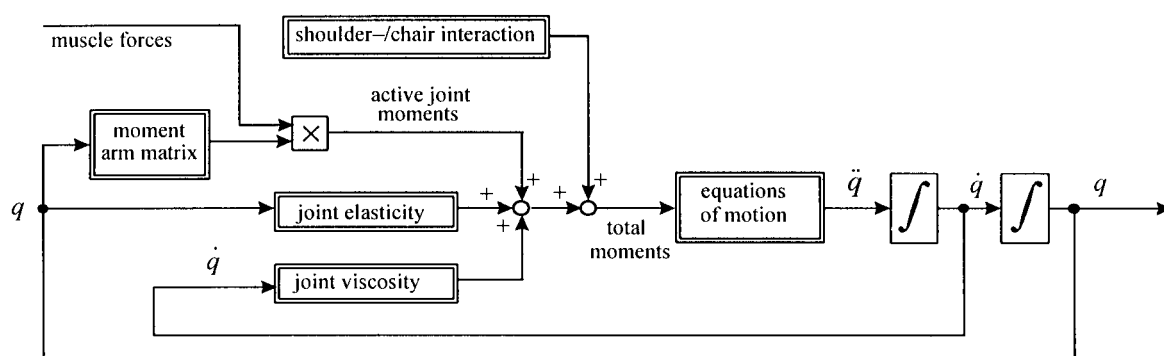 muscle forces
shoulder–/chair interaction
active joint
moments
moment
arm matrix
×
+
+
+
+
+
q
joint elasticity
total
moments
equations
of motion
q̈
∫
q̇
∫
q
q̇
joint viscosity